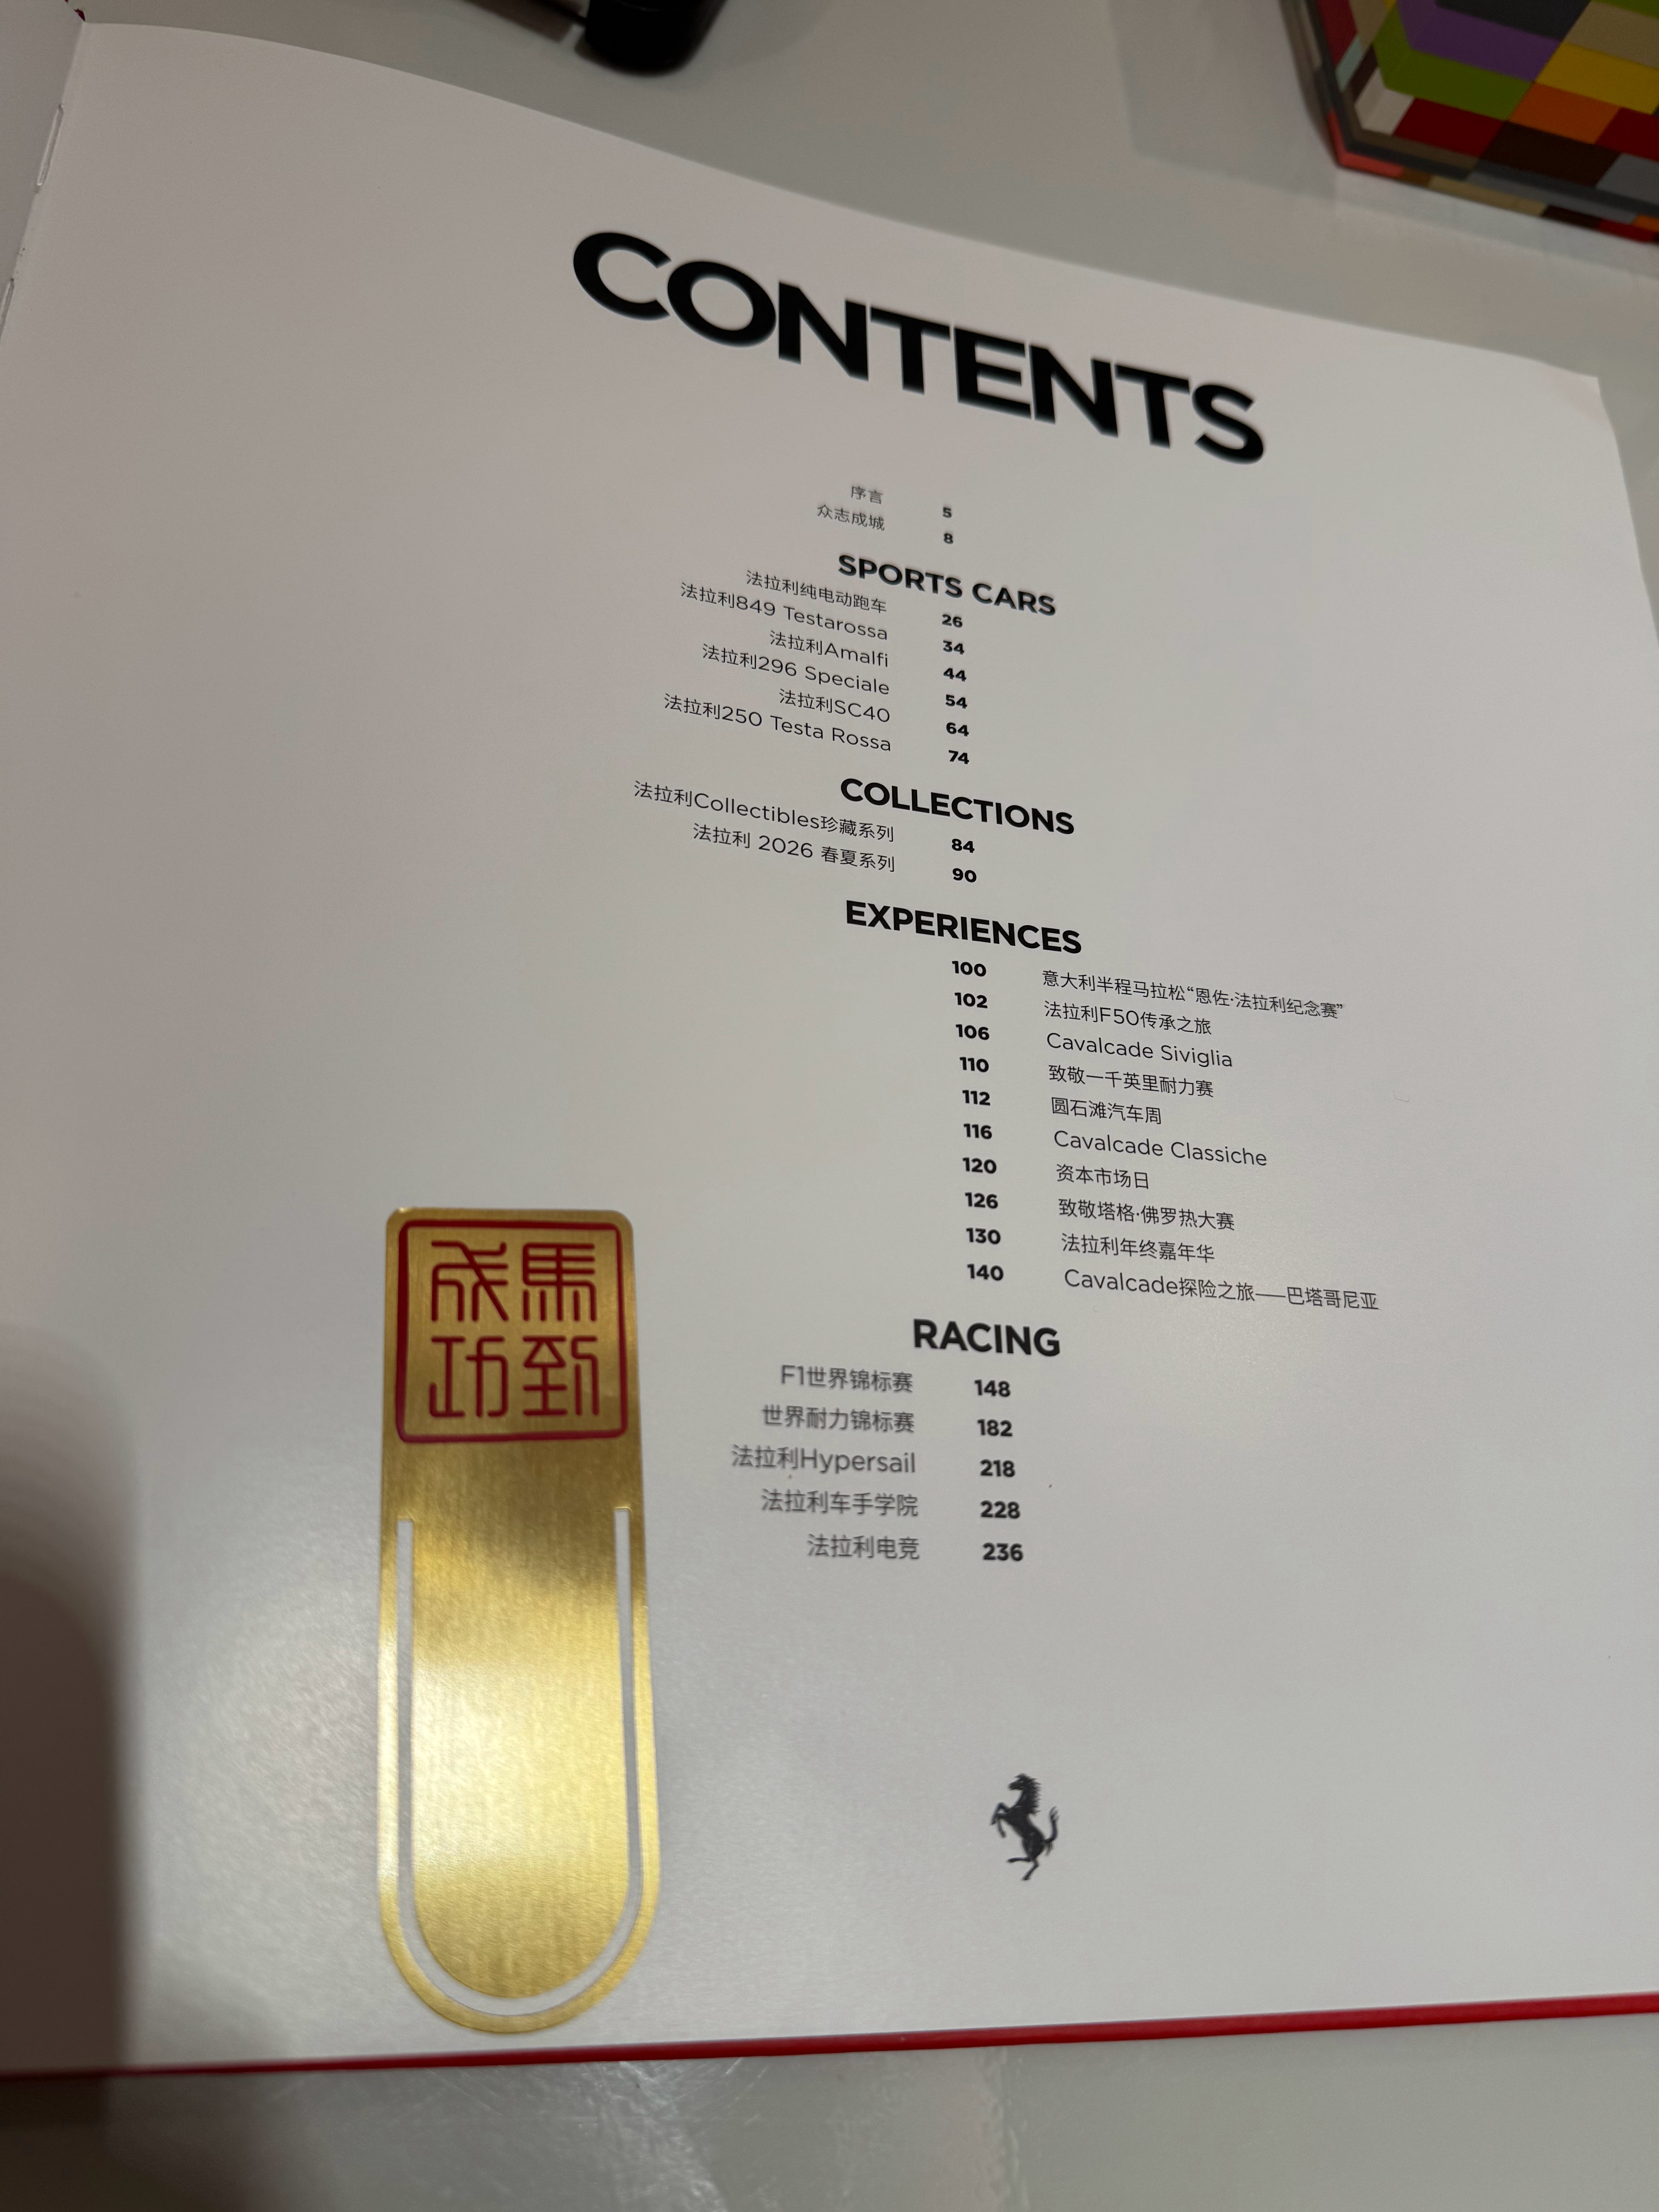 CONTENTS
序言 5
众志成城 8
SPORTS CARS
法拉利纯电动跑车 26
法拉利849 Testarossa 34
法拉利Amalfi 44
法拉利296 Speciale 54
法拉利SC40 64
法拉利250 Testa Rossa 74
COLLECTIONS
法拉利Collectibles珍藏系列 84
法拉利 2026 春夏系列 90
EXPERIENCES
100 意大利半程马拉松“恩佐·法拉利纪念赛”
102 法拉利F50传承之旅
106 Cavalcade Siviglia
110 致敬一千英里耐力赛
112 圆石滩汽车周
116 Cavalcade Classiche
120 资本市场日
126 致敬塔格·佛罗热大赛
130 法拉利年终嘉年华
140 Cavalcade探险之旅——巴塔哥尼亚
RACING
F1世界锦标赛 148
世界耐力锦标赛 182
法拉利Hypersail 218
法拉利车手学院 228
法拉利电竞 236
馬到
成功